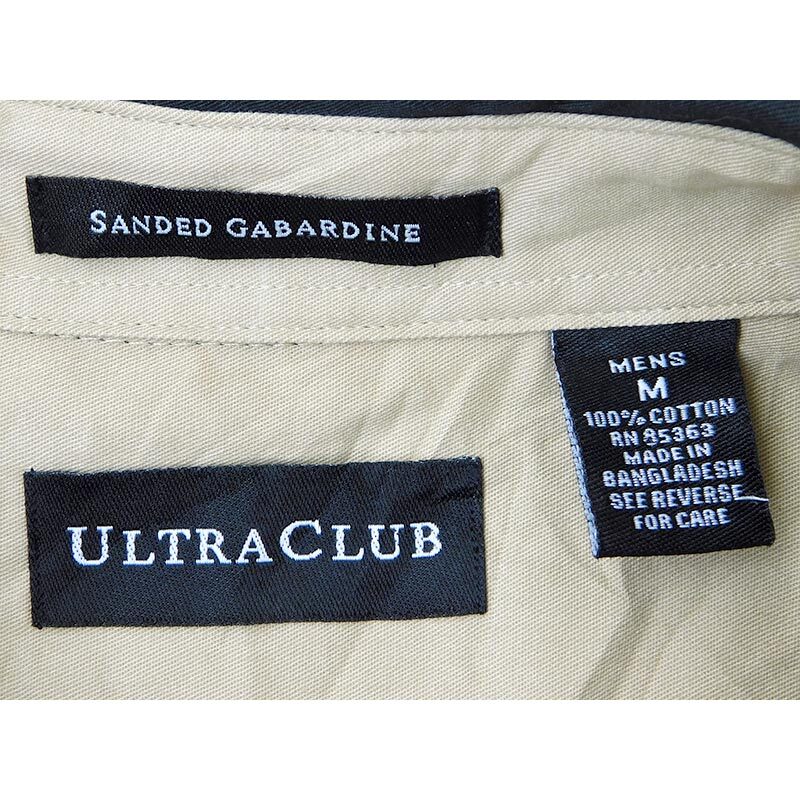 SANDED GABARDINE
MENS
M
100% COTTON
RN 85363
MADE IN
BANGLADESH
SEE REVERSE
FOR CARE
ULTRACLUB